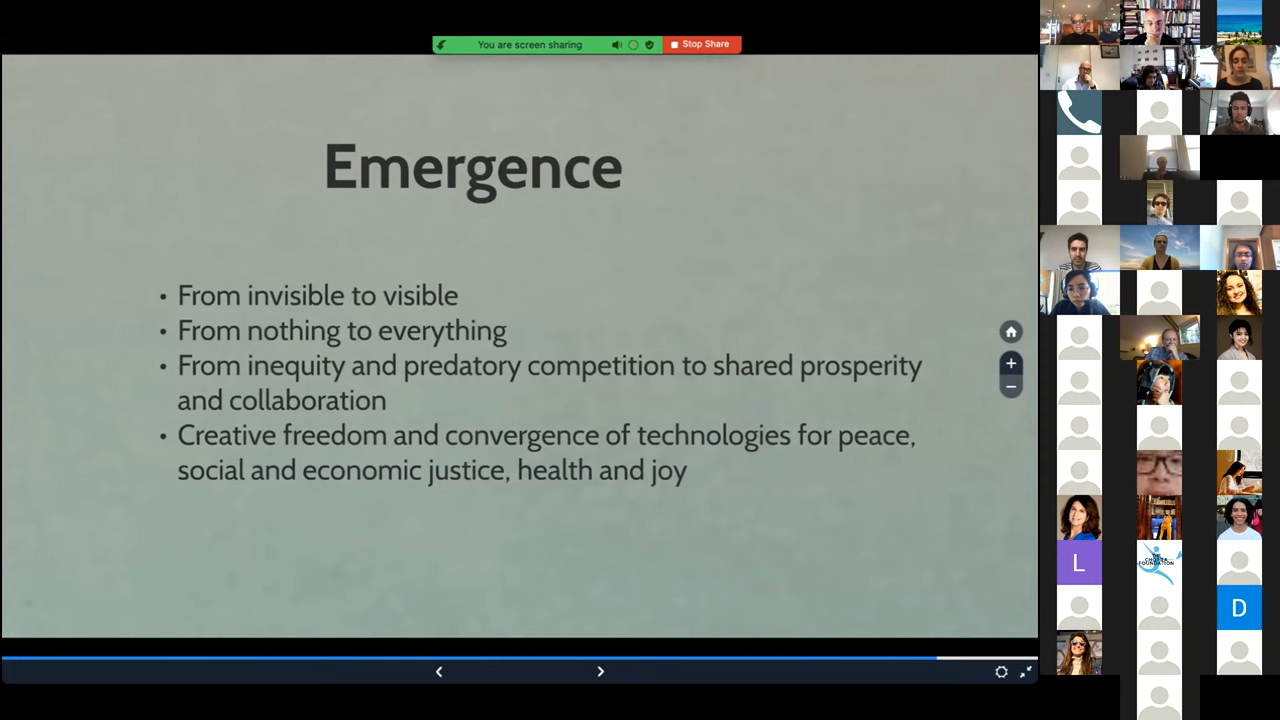 You are screen sharing
Stop Share
Emergence
• From invisible to visible
• From nothing to everything
• From inequity and predatory competition to shared prosperity
and collaboration
• Creative freedom and convergence of technologies for peace,
social and economic justice, health and joy
L
FOUNDATION
D